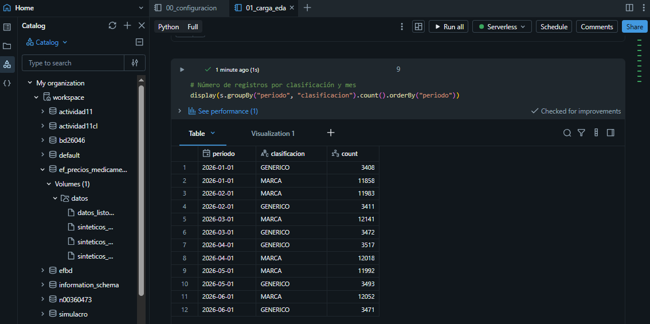 Home
00_configuracion
01_carga_eda
Catalog
Python
Full
Run all
Serverless
Schedule
Comments
Share
Catalog
Type to search
My organization
workspace
actividad11
actividad11cl
bd26046
default
ef_precios_medicame...
Volumes (1)
datos
datos_listo...
sinteticos_...
sinteticos_...
sinteticos_...
efbd
information_schema
n00360473
simulacro
1 minute ago (1s)
9
# Número de registros por clasificación y mes
display(s.groupBy("periodo", "clasificacion").count().orderBy("periodo"))
See performance (1)
Checked for improvements
Table
Visualization 1
periodo clasificacion count
1 2026-01-01 GENERICO 3408
2 2026-01-01 MARCA 11858
3 2026-02-01 MARCA 11983
4 2026-02-01 GENERICO 3411
5 2026-03-01 MARCA 12141
6 2026-03-01 GENERICO 3472
7 2026-04-01 GENERICO 3517
8 2026-04-01 MARCA 12018
9 2026-05-01 MARCA 11992
10 2026-05-01 GENERICO 3493
11 2026-06-01 MARCA 12052
12 2026-06-01 GENERICO 3471